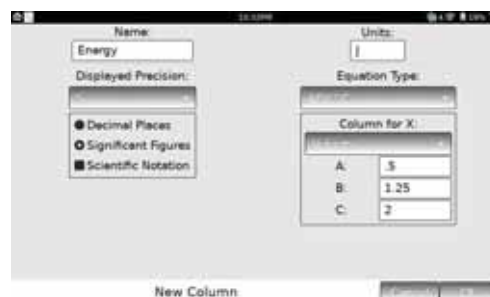 Name:
Units:
Energy
J
Displayed Precision:
Equation Type:
Decimal Places
Significant Figures
Scientific Notation
Column for X:
A: .5
B: 1.25
C: 2
New Column